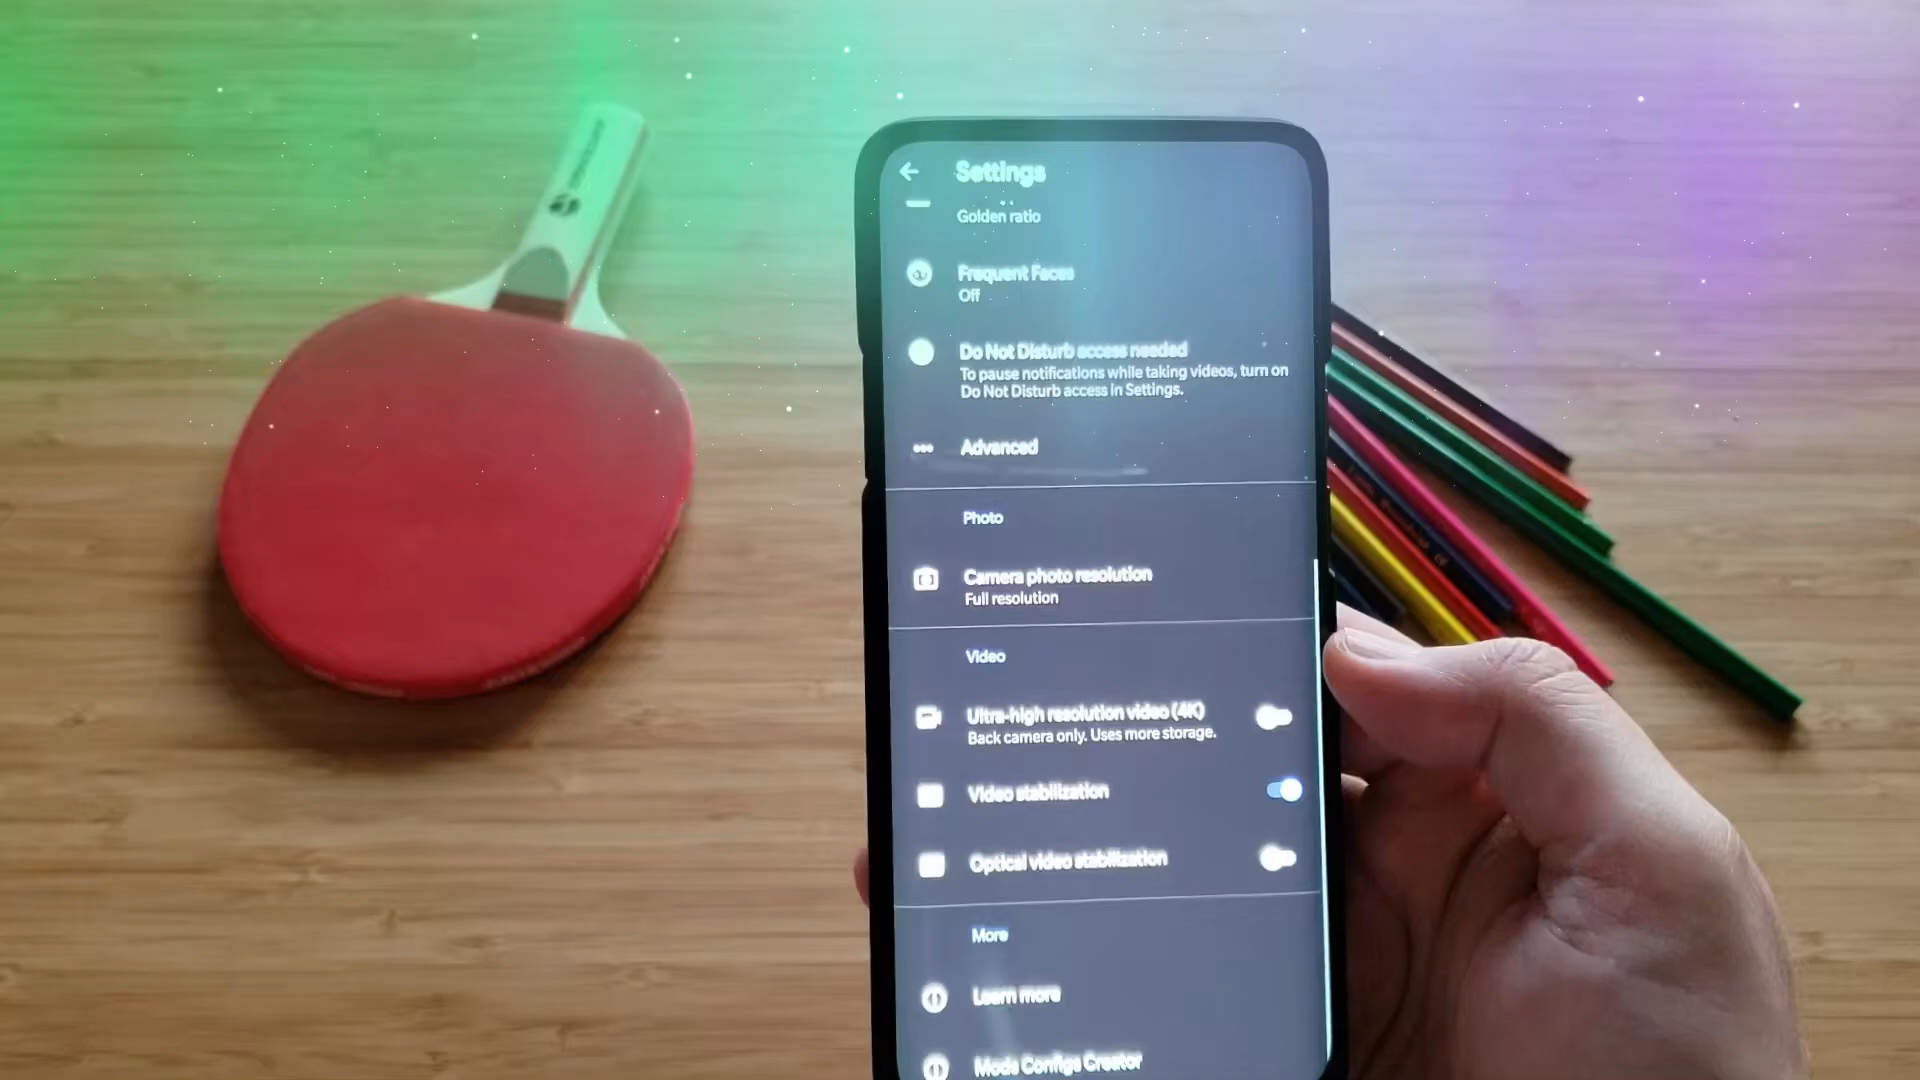 Settings
Golden ratio
Frequent Faces
Off
Do Not Disturb access needed
To pause notifications while taking videos, turn on
Do Not Disturb access in Settings.
Advanced
Photo
Camera photo resolution
Full resolution
Video
Ultra-high resolution video (4K)
Back camera only. Uses more storage.
Video stabilization
Optical video stabilization
More
Learn more
Mode Configs Creator